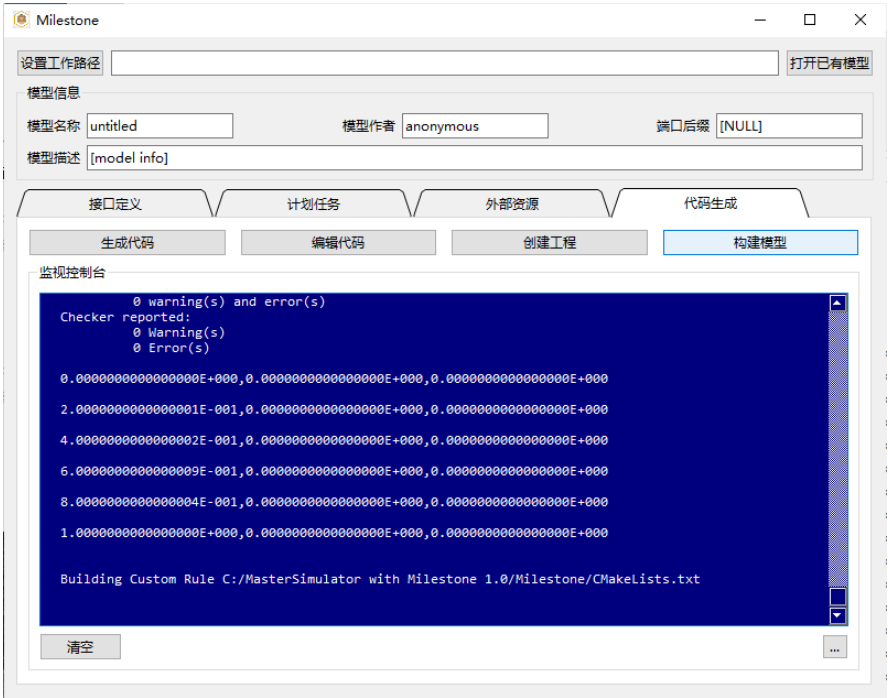 Milestone
设置工作路径 打开已有模型
模型信息
模型名称 untitled 模型作者 anonymous 端口后缀 [NULL]
模型描述 [model info]
接口定义 计划任务 外部资源 代码生成
生成代码 编辑代码 创建工程 构建模型
监视控制台
0 warning(s) and error(s)
Checker reported:
0 Warning(s)
0 Error(s)
0.0000000000000000E+000,0.0000000000000000E+000,0.0000000000000000E+000
2.0000000000000001E-001,0.0000000000000000E+000,0.0000000000000000E+000
4.0000000000000002E-001,0.0000000000000000E+000,0.0000000000000000E+000
6.0000000000000009E-001,0.0000000000000000E+000,0.0000000000000000E+000
8.0000000000000004E-001,0.0000000000000000E+000,0.0000000000000000E+000
1.0000000000000000E+000,0.0000000000000000E+000,0.0000000000000000E+000
Building Custom Rule C:/MasterSimulator with Milestone 1.0/Milestone/CMakeLists.txt
清空 ...